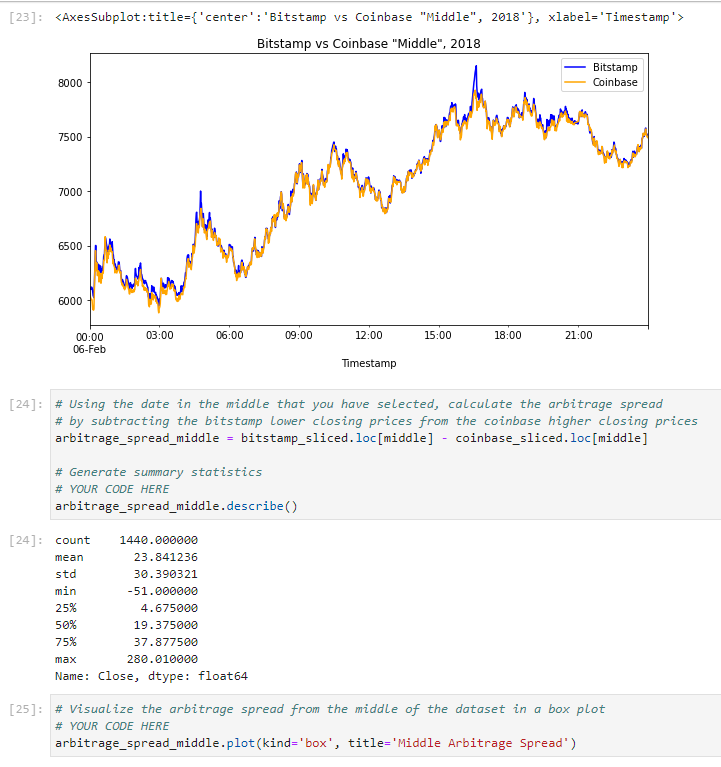 [23]: <AxesSubplot:title={'center':'Bitstamp vs Coinbase "Middle", 2018'}, xlabel='Timestamp'>
Bitstamp vs Coinbase "Middle", 2018
Bitstamp
Coinbase
8000
7500
7000
6500
6000
00:00 03:00 06:00 09:00 12:00 15:00 18:00 21:00
06-Feb
Timestamp
[24]: # Using the date in the middle that you have selected, calculate the arbitrage spread
# by subtracting the bitstamp lower closing prices from the coinbase higher closing prices
arbitrage_spread_middle = bitstamp_sliced.loc[middle] - coinbase_sliced.loc[middle]
# Generate summary statistics
# YOUR CODE HERE
arbitrage_spread_middle.describe()
[24]: count 1440.000000
mean 23.841236
std 30.390321
min -51.000000
25% 4.675000
50% 19.375000
75% 37.877500
max 280.010000
Name: Close, dtype: float64
[25]: # Visualize the arbitrage spread from the middle of the dataset in a box plot
# YOUR CODE HERE
arbitrage_spread_middle.plot(kind='box', title='Middle Arbitrage Spread')